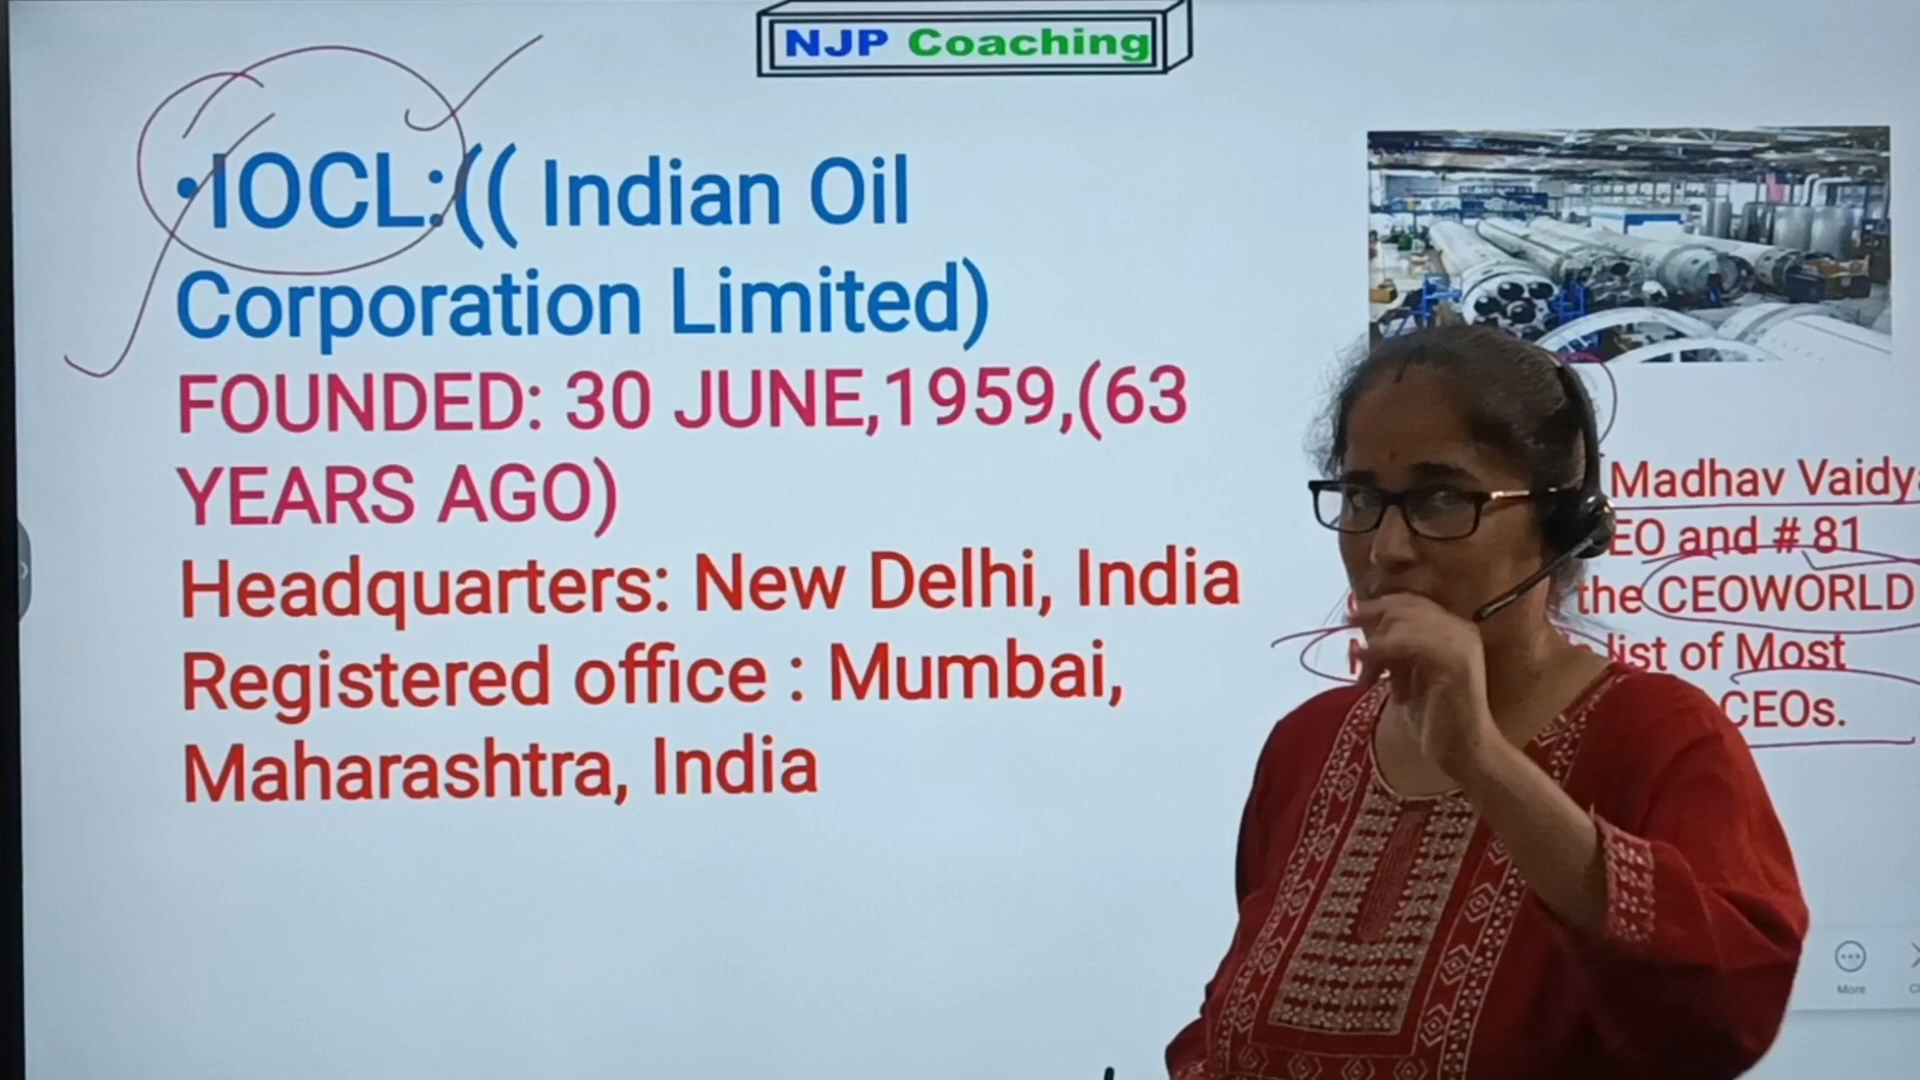 NJP Coaching
•IOCL:(( Indian Oil
Corporation Limited)
FOUNDED: 30 JUNE,1959,(63
YEARS AGO)
Headquarters: New Delhi, India
Registered office : Mumbai,
Maharashtra, India
Madhav
and # 81
the CEOWORLD
list of Most
CEOs.
More